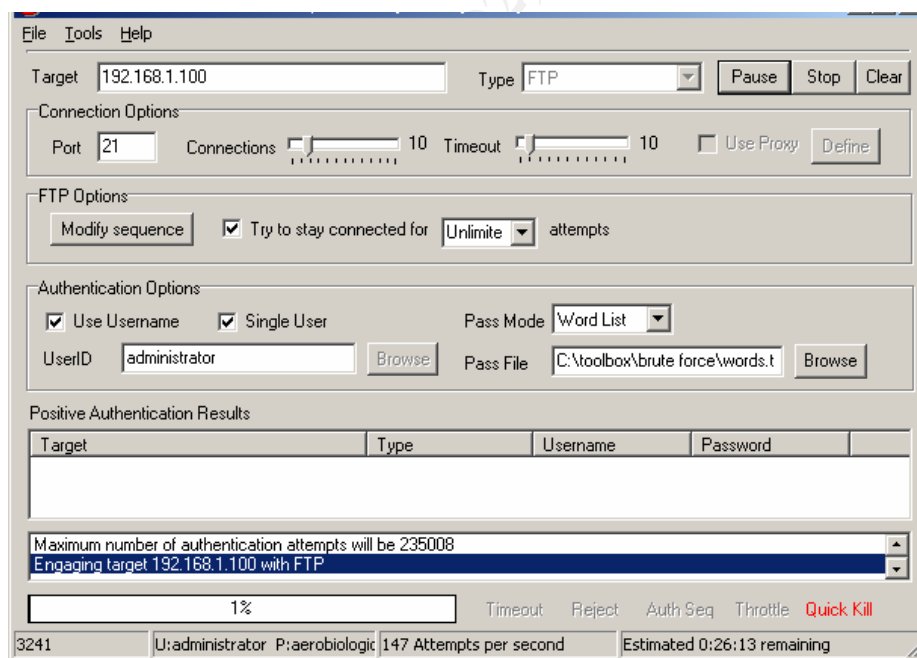 File Tools Help
Target 192.168.1.100 Type FTP Pause Stop Clear
Connection Options
Port 21 Connections 10 Timeout 10 Use Proxy Define
FTP Options
Modify sequence Try to stay connected for Unlimite attempts
Authentication Options
Use Username Single User Pass Mode Word List
UserID administrator Browse Pass File C:\toolbox\brute force\words.t Browse
Positive Authentication Results
Target Type Username Password
Maximum number of authentication attempts will be 235008
Engaging target 192.168.1.100 with FTP
1% Timeout Reject Auth Seq Throttle Quick Kill
3241 U:administrator P:aerobiologic 147 Attempts per second Estimated 0:26:13 remaining